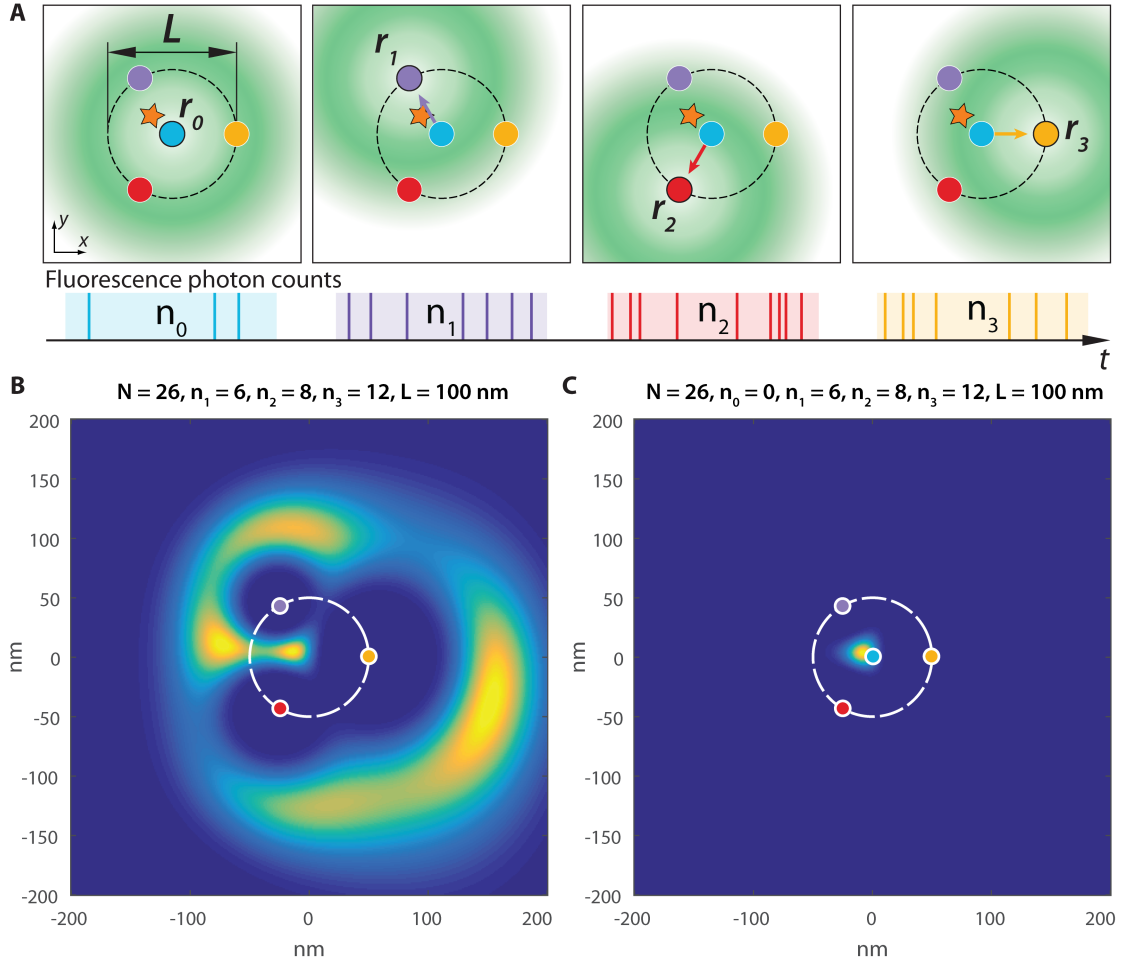 A
L
r0
r1
r2
r3
y
x
Fluorescence photon counts
n0
n1
n2
n3
t
B
N = 26, n1 = 6, n2 = 8, n3 = 12, L = 100 nm
200
150
100
50
0
-50
-100
-150
-200
nm
-200
-100
0
100
200
nm
C
N = 26, n0 = 0, n1 = 6, n2 = 8, n3 = 12, L = 100 nm
200
150
100
50
0
-50
-100
-150
-200
nm
-200
-100
0
100
200
nm